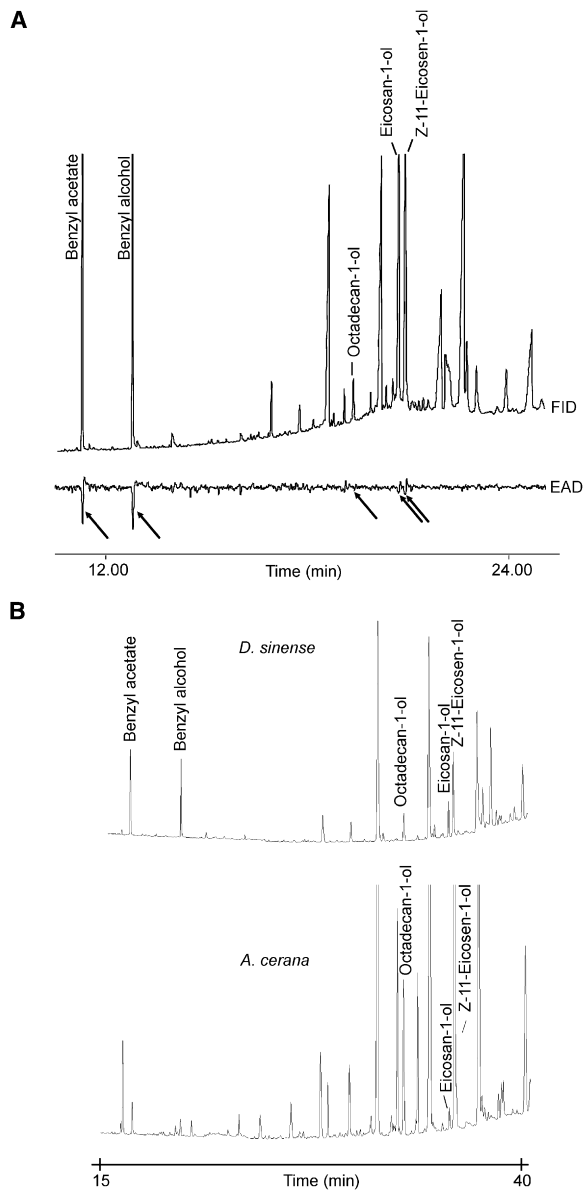 A
Eicosan-1-ol
Z-11-Eicosen-1-ol
Benzyl acetate
Benzyl alcohol
Octadecan-1-ol
FID
EAD
12.00
Time (min)
24.00
B
D. sinense
Benzyl acetate
Benzyl alcohol
Octadecan-1-ol
Eicosan-1-ol
Z-11-Eicosen-1-ol
A. cerana
Octadecan-1-ol
Eicosan-1-ol
Z-11-Eicosen-1-ol
15
Time (min)
40